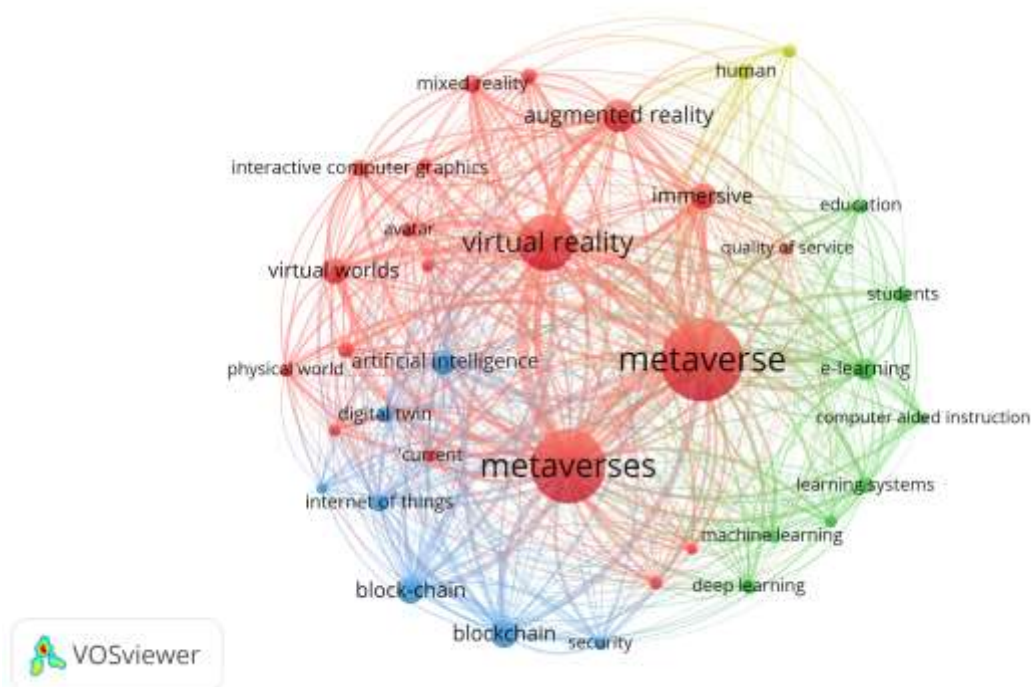 human
mixed reality
augmented reality
interactive computer graphics
immersive
education
avatar
virtual reality
quality of service
virtual worlds
students
metaverse
physical world
artificial intelligence
e-learning
digital twin
computer aided instruction
'current
metaverses
learning systems
internet of things
machine learning
block-chain
deep learning
blockchain
security
VOSviewer